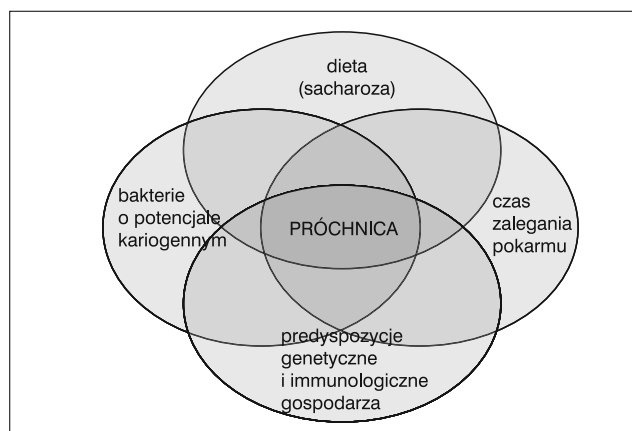 dieta
(sacharoza)
bakterie
o potencjale
kariogennym
PRÓCHNICA
czas
zalegania
pokarmu
predyspozycje
genetyczne
i immunologiczne
gospodarza